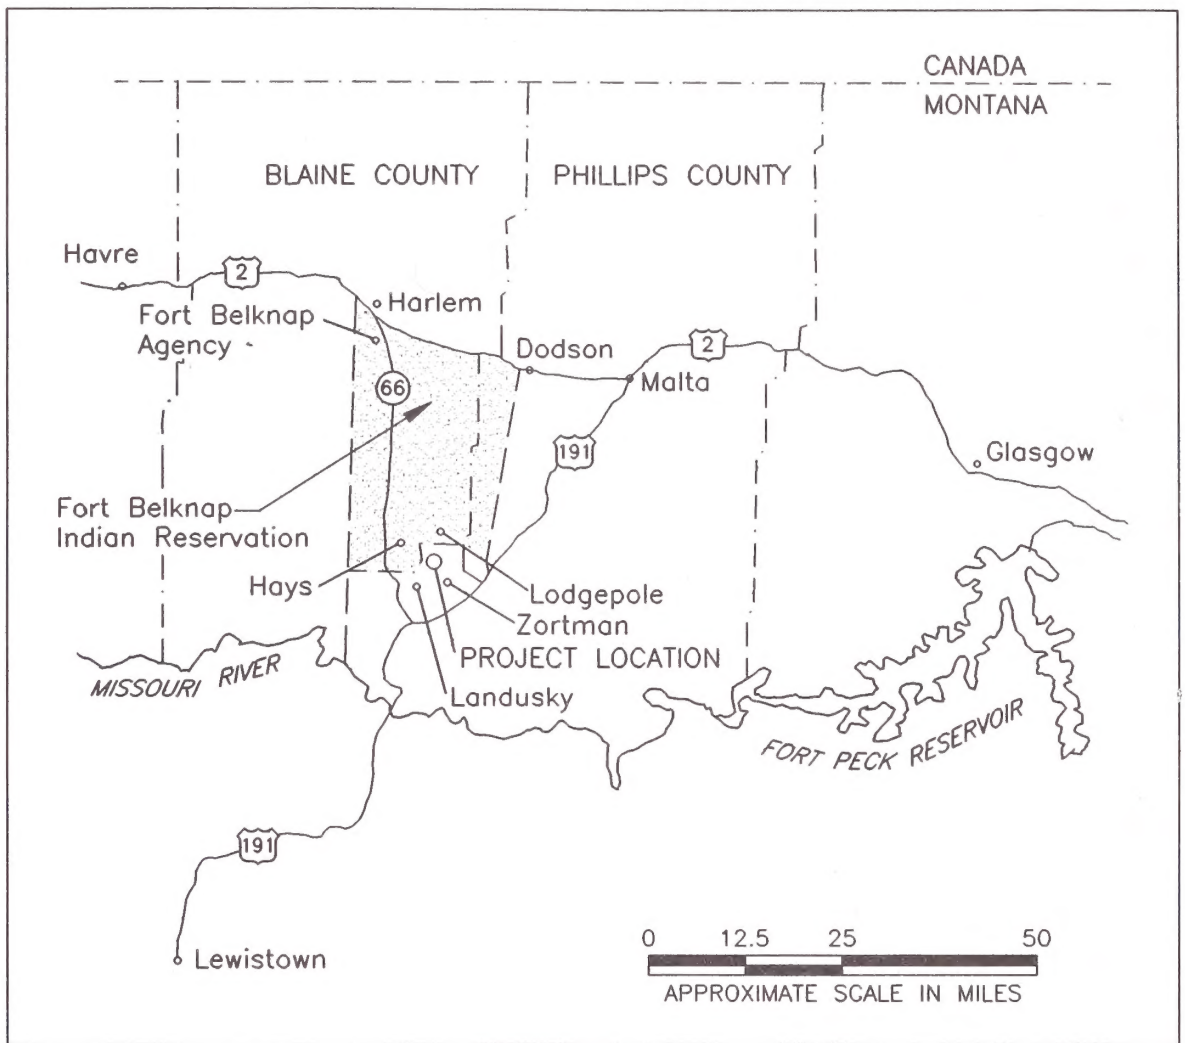 CANADA
MONTANA
BLAINE COUNTY
PHILLIPS COUNTY
Havre
2
Harlem
Fort Belknap
Agency
Dodson
2
Malta
66
191
Glasgow
Fort Belknap
Indian Reservation
Hays
Lodgepole
Zortman
PROJECT LOCATION
Landusky
MISSOURI RIVER
FORT PECK RESERVOIR
191
Lewistown
0 12.5 25 50
APPROXIMATE SCALE IN MILES